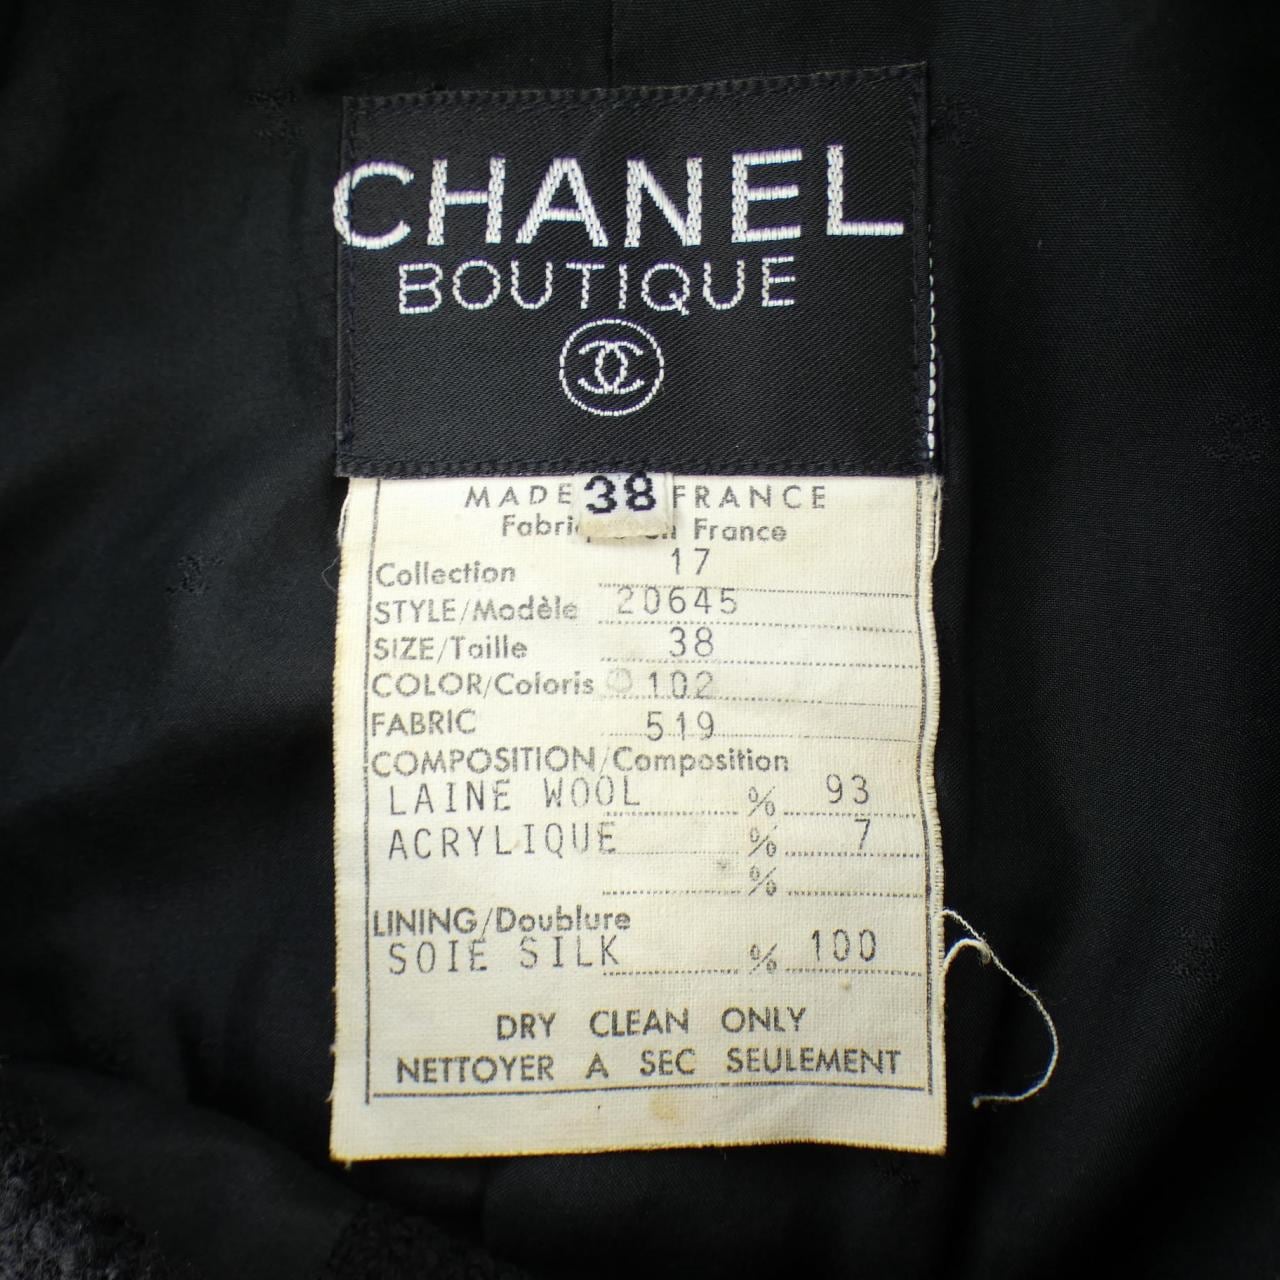 CHANEL
BOUTIQUE
38
MADE FRANCE
France
Collection 17
STYLE/Modèle 20645
SIZE/Taille 38
COLOR/Coloris 102
FABRIC 519
COMPOSITION/Composition
LAINE WOOL % 93
ACRYLIQUE % 7
%
LINING/Doublure
SOIE SILK % 100
DRY CLEAN ONLY
NETTOYER A SEC SEULEMENT